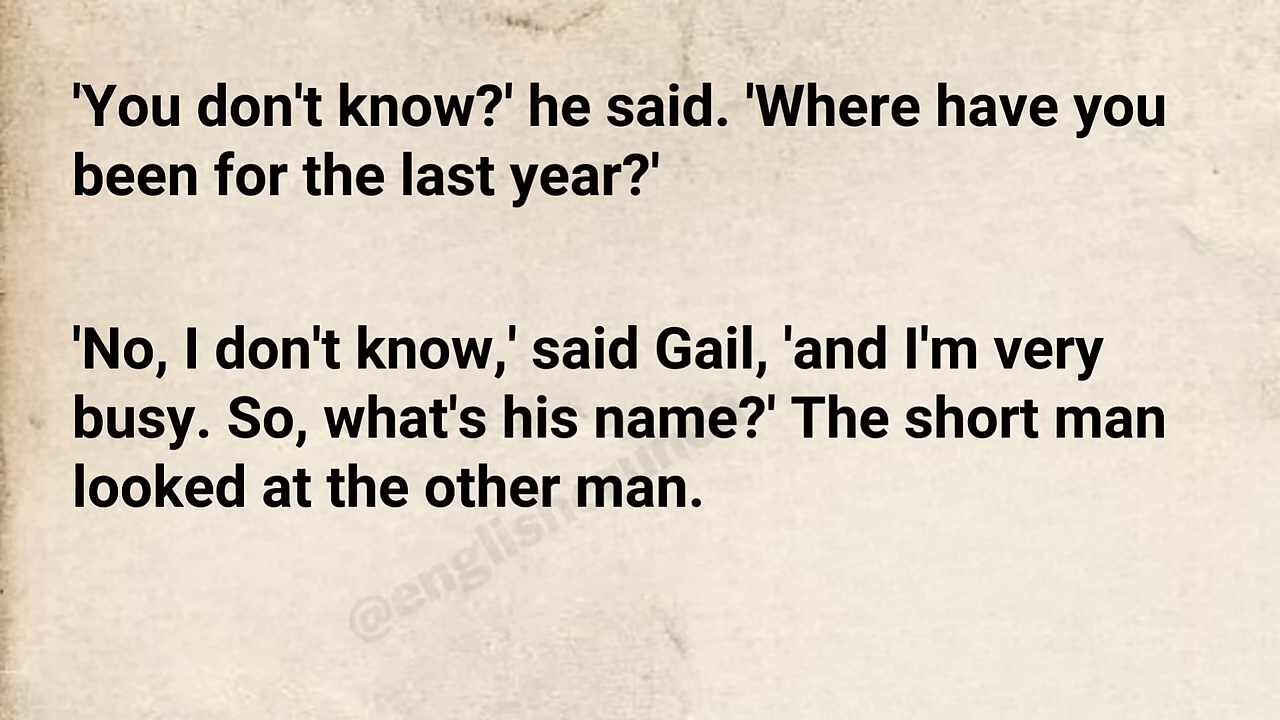 'You don't know?' he said. 'Where have you
been for the last year?'
'No, I don't know,' said Gail, 'and I'm very
busy. So, what's his name?' The short man
looked at the other man.